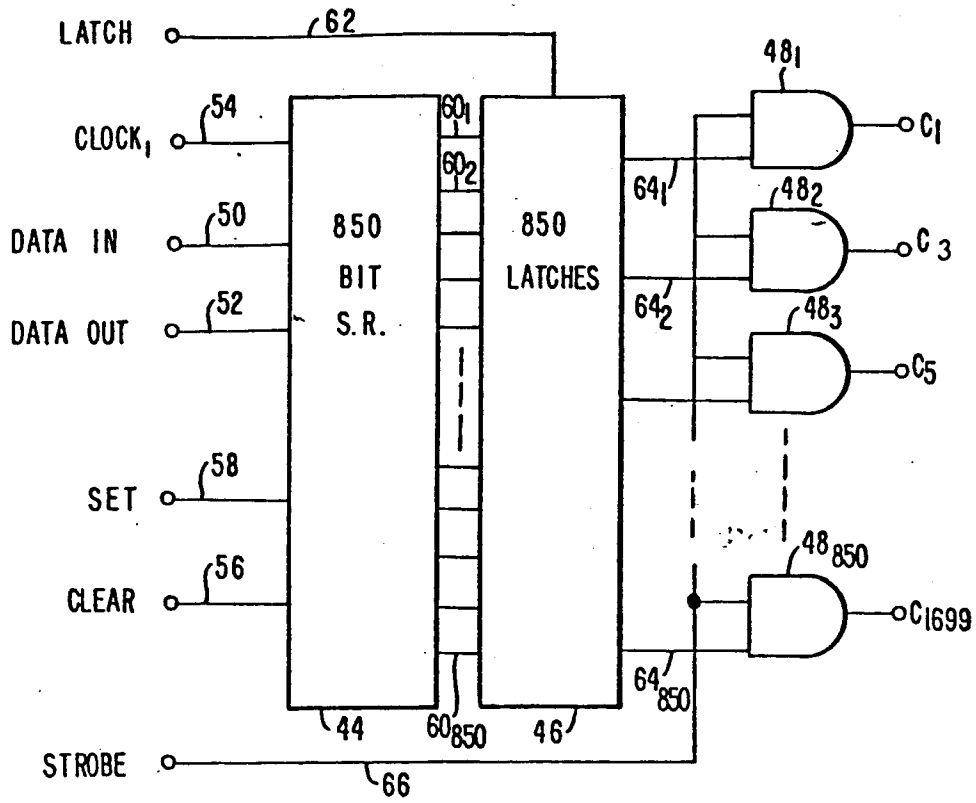 LATCH
62
48₁
54
60₁
C₁
CLOCK₁
60₂
64₁
48₂
50
850
BIT
S.R.
850
LATCHES
C₃
DATA IN
52
64₂
48₃
DATA OUT
C₅
58
SET
48₈₅₀
56
CLEAR
C₁₆₉₉
64₈₅₀
44
60₈₅₀
46
STROBE
66